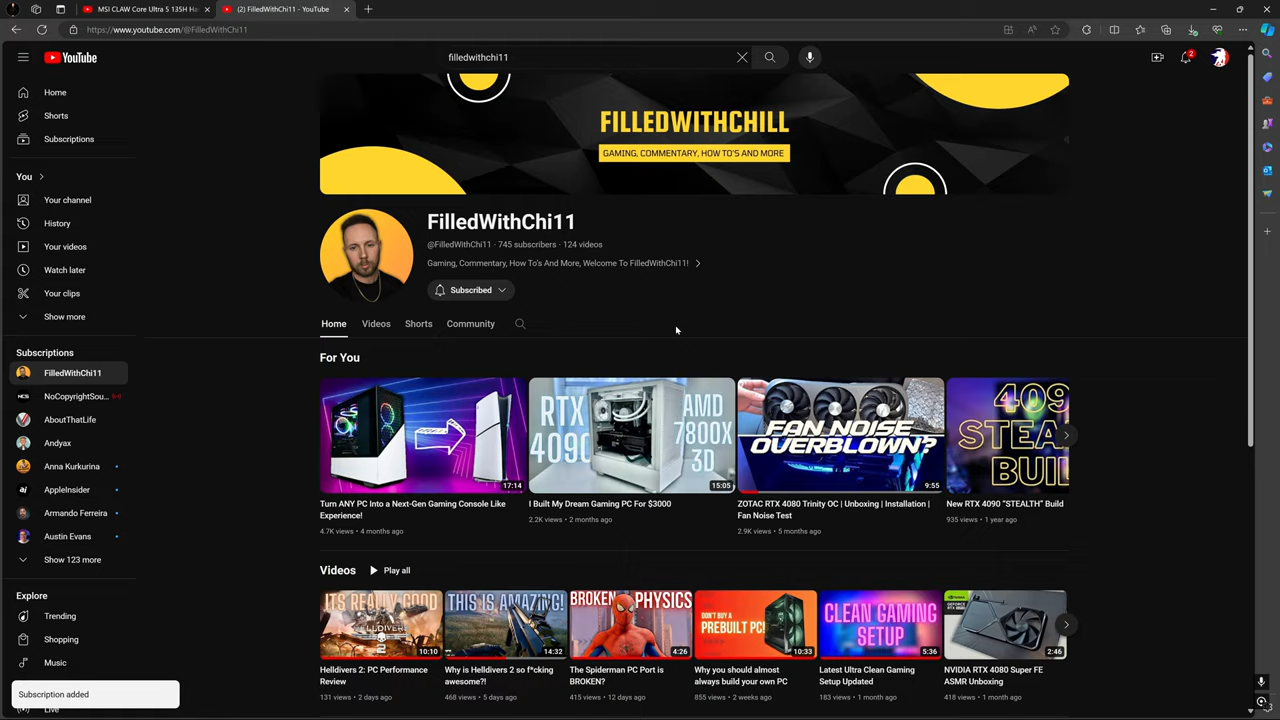 MSI CLAW Core Ultra 5 135H Ha
(2) FilledWithChi11 - YouTube
https://www.youtube.com/@FilledWithChi11
YouTube
filledwithchi11
2
Home
Shorts
Subscriptions
You
Your channel
History
Your videos
Watch later
Your clips
Show more
Subscriptions
FilledWithChi11
NoCopyrightSou...
AboutThatLife
Andyax
Anna Kurkurina
AppleInsider
Armando Ferreira
Austin Evans
Show 123 more
Explore
Trending
Shopping
Music
Live
Subscription added
FILLEDWITHCHILL
GAMING, COMMENTARY, HOW TO'S AND MORE
FilledWithChi11
@FilledWithChi11 · 745 subscribers · 124 videos
Gaming, Commentary, How To's And More, Welcome To FilledWithChi11!
Subscribed
Home Videos Shorts Community
For You
17:14
Turn ANY PC Into a Next-Gen Gaming Console Like
Experience!
4.7K views • 4 months ago
RTX
4090
AMD
7800X
3D
15:05
I Built My Dream Gaming PC For $3000
2.2K views • 2 months ago
FAN NOISE
OVERBLOWN?
9:55
ZOTAC RTX 4080 Trinity OC | Unboxing | Installation |
Fan Noise Test
2.9K views • 5 months ago
409
STEA
BUIL
New RTX 4090 "STEALTH" Build
935 views • 1 year ago
Videos Play all
ITS REALLY GOOD
HELLDIVERS
2
10:10
Helldivers 2: PC Performance
Review
131 views • 2 days ago
THIS IS AMAZING!
14:32
Why is Helldivers 2 so f*cking
awesome?!
468 views • 5 days ago
BROKEN PHYSICS
4:26
The Spiderman PC Port is
BROKEN?
415 views • 12 days ago
DON'T BUY A
PREBUILT PC!
10:33
Why you should almost
always build your own PC
855 views • 2 weeks ago
CLEAN GAMING
SETUP
5:36
Latest Ultra Clean Gaming
Setup Updated
183 views • 1 month ago
2:46
NVIDIA RTX 4080 Super FE
ASMR Unboxing
418 views • 1 month ago